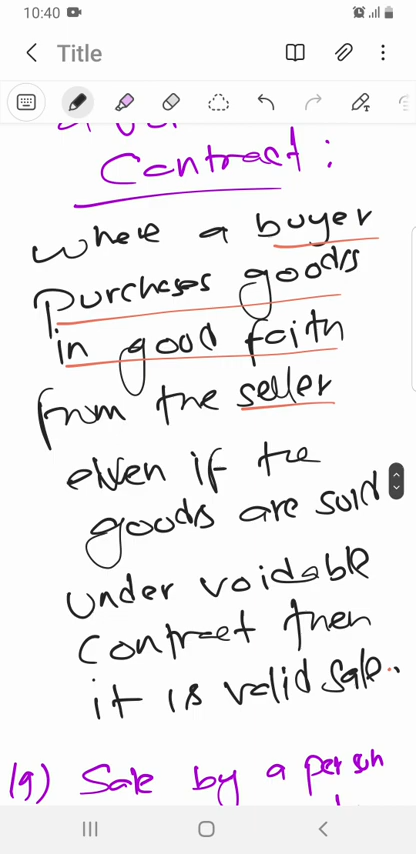 10:40
Title
Contract:
where a buyer
purchases goods
in good faith
from the seller
even if the
goods are sold
under voidable
contract then
it is valid sale.
(g) Sale by a person